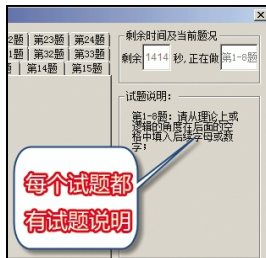 剩余时间及当前题况
2题 第23题 第24题
1题 第32题 第33题
第14题 第15题
剩余 1414 秒,正在做 第1-8题
试题说明:
第1-8题: 请从理论上或
逻辑的角度在后面的空
格中填入后续字母或数
字;
每个试题都
有试题说明